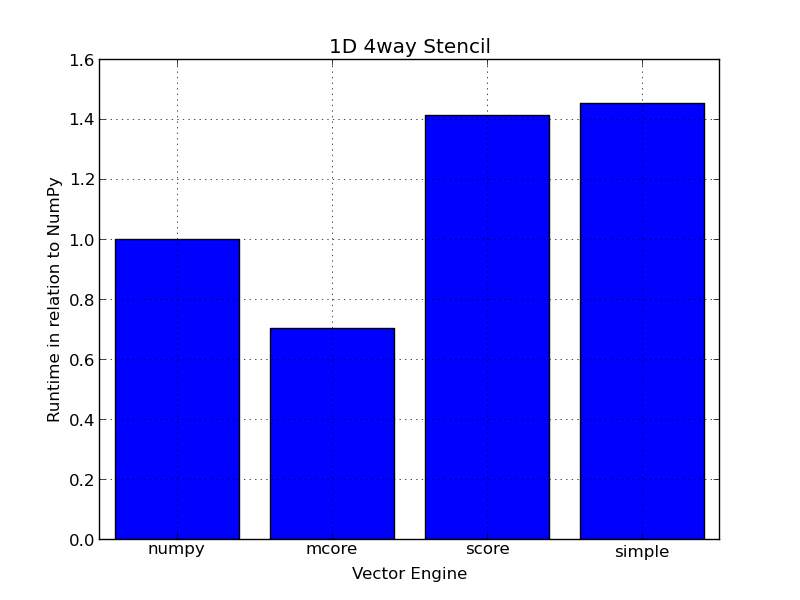 1D 4way Stencil
1.6
1.4
1.2
1.0
0.8
0.6
0.4
0.2
0.0
Runtime in relation to NumPy
numpy mcore score simple
Vector Engine